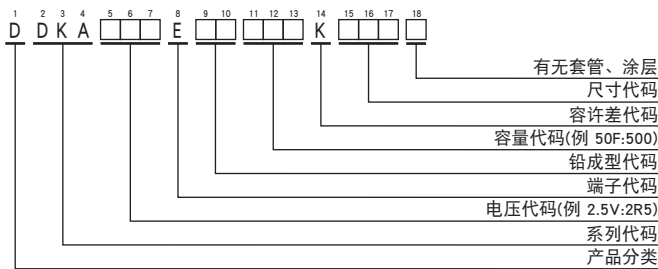 1 2 3 4 5 6 7 8 9 10 11 12 13 14 15 16 17 18
D D K A E K
有无套管、涂层
尺寸代码
容许差代码
容量代码(例 50F:500)
铅成型代码
端子代码
电压代码(例 2.5V:2R5)
系列代码
产品分类